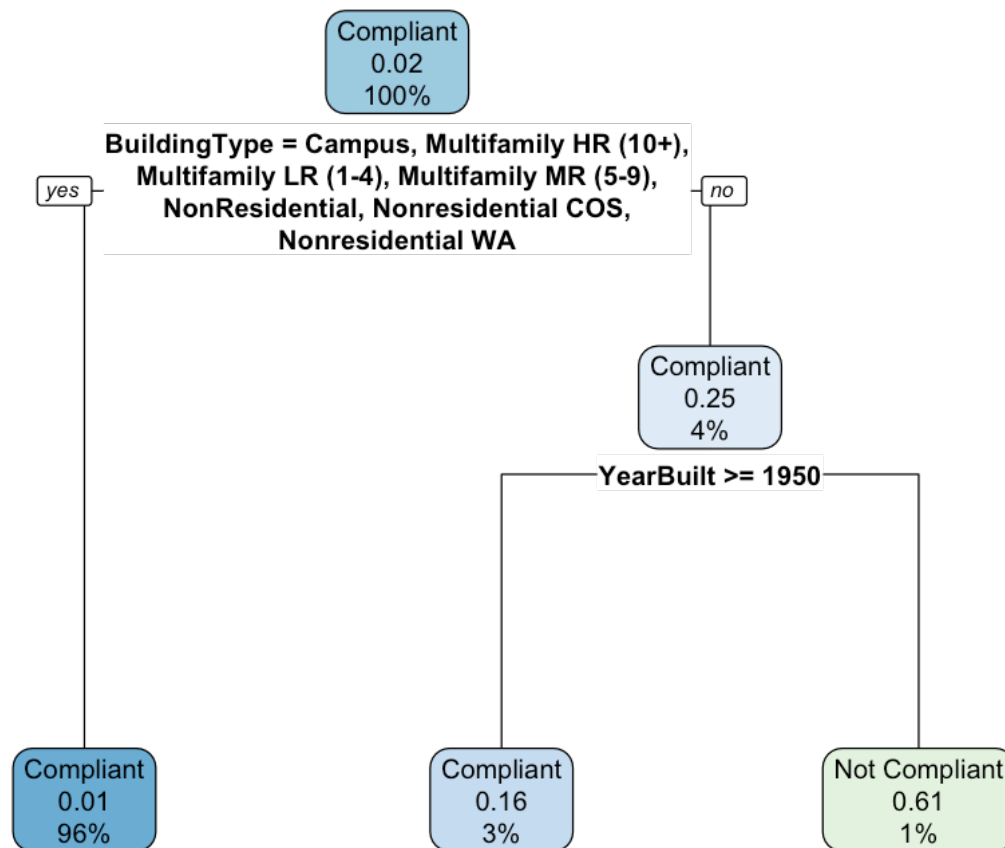 Compliant
0.02
100%
BuildingType = Campus, Multifamily HR (10+),
Multifamily LR (1-4), Multifamily MR (5-9),
NonResidential, Nonresidential COS,
Nonresidential WA
yes
no
Compliant
0.25
4%
YearBuilt >= 1950
Compliant
0.01
96%
Compliant
0.16
3%
Not Compliant
0.61
1%